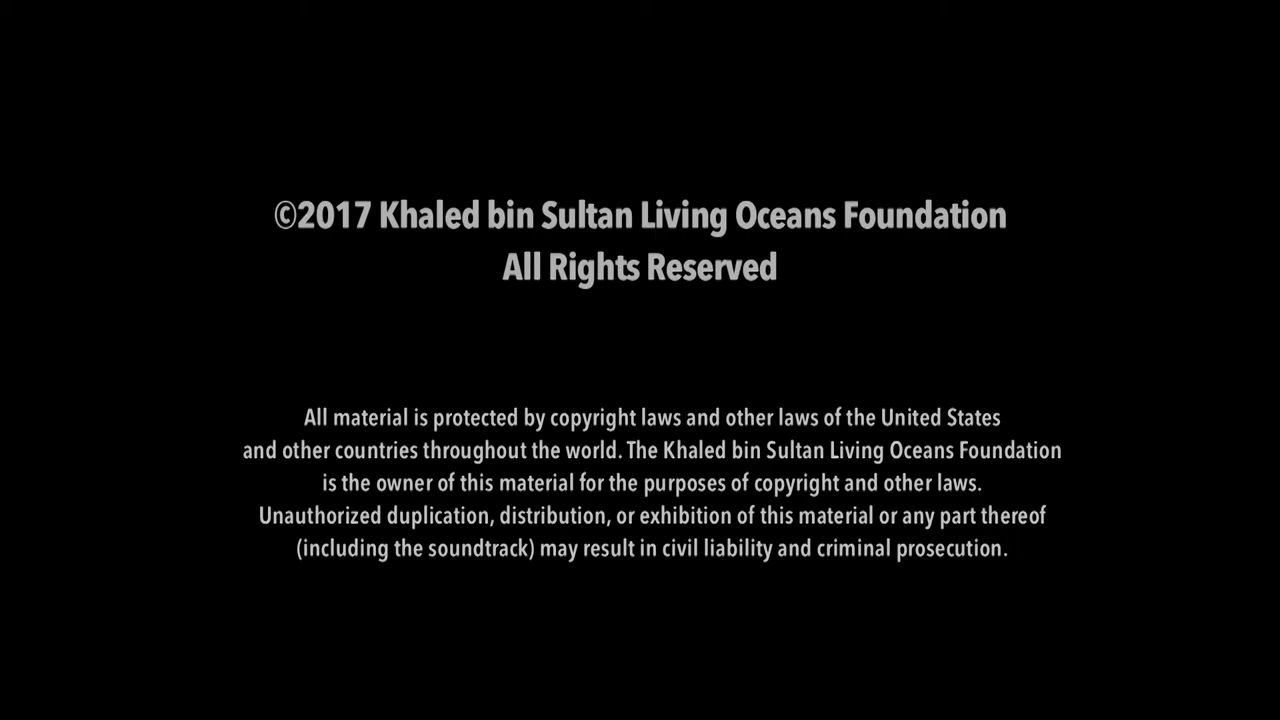 ©2017 Khaled bin Sultan Living Oceans Foundation
All Rights Reserved
All material is protected by copyright laws and other laws of the United States
and other countries throughout the world. The Khaled bin Sultan Living Oceans Foundation
is the owner of this material for the purposes of copyright and other laws.
Unauthorized duplication, distribution, or exhibition of this material or any part thereof
(including the soundtrack) may result in civil liability and criminal prosecution.